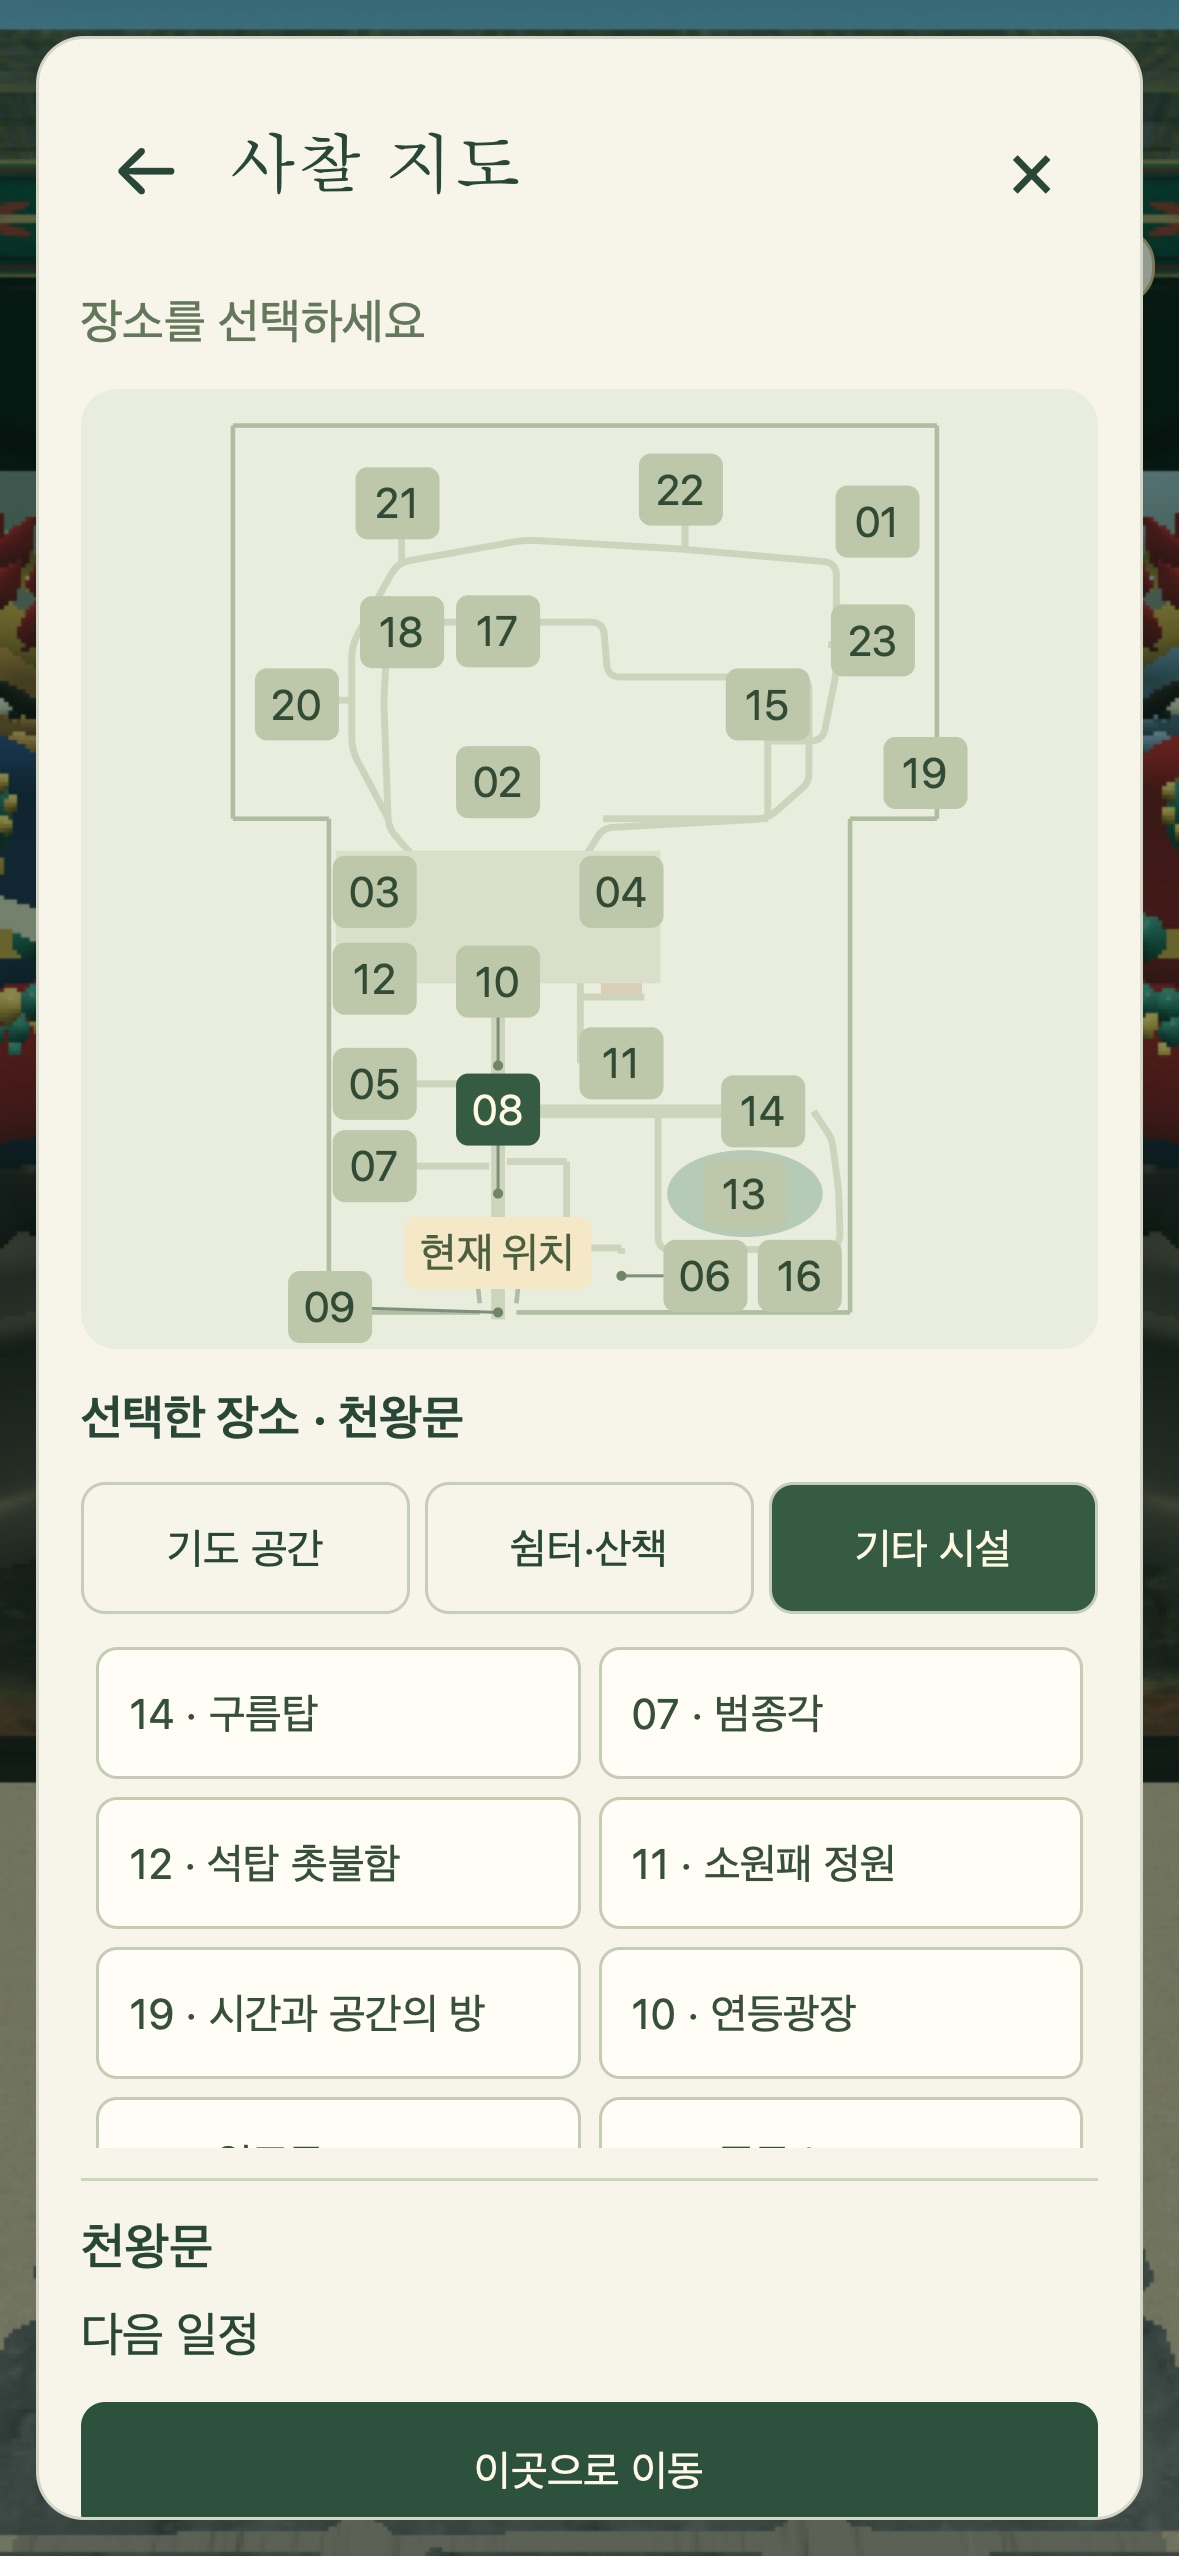 사찰 지도
장소를 선택하세요
21
22
01
18
17
23
20
15
02
19
03
04
12
10
11
05
08
14
07
13
현재 위치
06
16
09
선택한 장소 · 천왕문
기도 공간
쉼터·산책
기타 시설
14 · 구름탑
07 · 범종각
12 · 석탑 촛불함
11 · 소원패 정원
19 · 시간과 공간의 방
10 · 연등광장
천왕문
다음 일정
이곳으로 이동